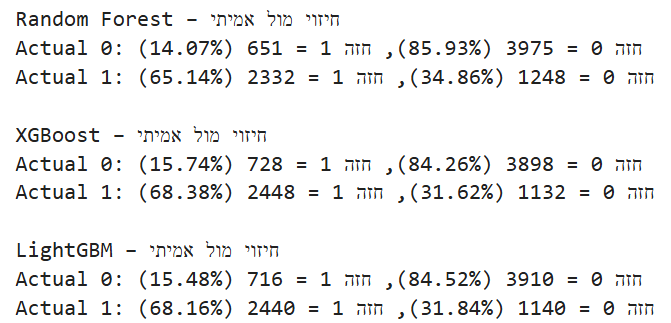 Random Forest – חיזוי מול אמיתי
Actual 0: חזה 0 = 3975 (85.93%), חזה 1 = 651 (14.07%)
Actual 1: חזה 0 = 1248 (34.86%), חזה 1 = 2332 (65.14%)
XGBoost – חיזוי מול אמיתי
Actual 0: חזה 0 = 3898 (84.26%), חזה 1 = 728 (15.74%)
Actual 1: חזה 0 = 1132 (31.62%), חזה 1 = 2448 (68.38%)
LightGBM – חיזוי מול אמיתי
Actual 0: חזה 0 = 3910 (84.52%), חזה 1 = 716 (15.48%)
Actual 1: חזה 0 = 1140 (31.84%), חזה 1 = 2440 (68.16%)